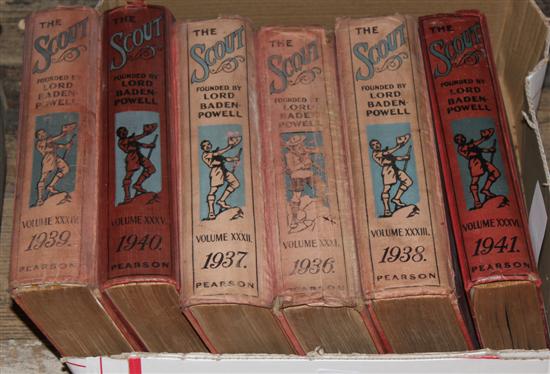 THE
SCOUT
FOUNDED BY
LORD
BADEN-
POWELL
VOLUME XXXIV.
1939.
PEARSON
THE
SCOUT
FOUNDED BY
LORD
BADEN-
POWELL
VOLUME XXXV.
1940.
PEARSON
THE
SCOUT
FOUNDED BY
LORD
BADEN-
POWELL
VOLUME XXXII.
1937.
PEARSON
THE
SCOUT
FOUNDED BY
LORD
BADEN-
POWELL
VOLUME XXXI.
1936.
PEARSON
THE
SCOUT
FOUNDED BY
LORD
BADEN-
POWELL
VOLUME XXXIII.
1938.
PEARSON
THE
SCOUT
FOUNDED BY
LORD
BADEN-
POWELL
VOLUME XXXVI.
1941.
PEARSON